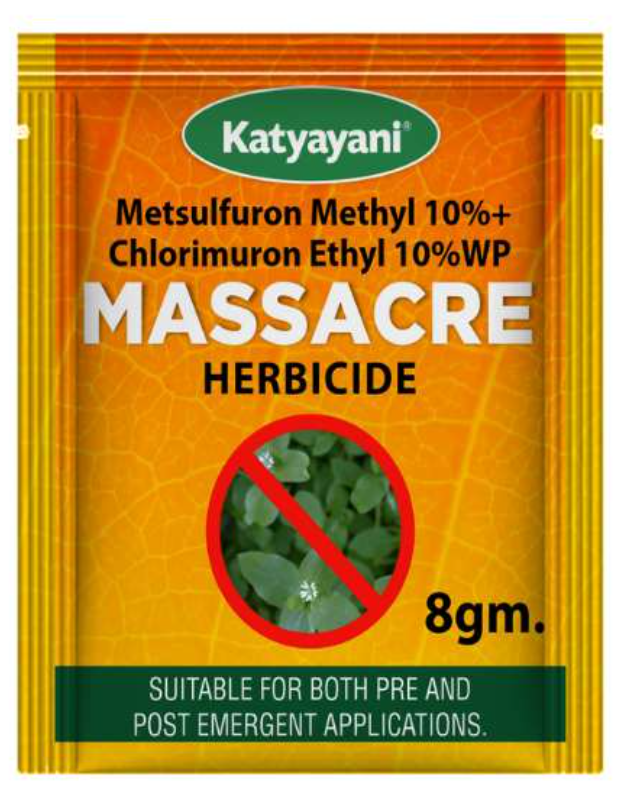 Katyayani®
Metsulfuron Methyl 10%+
Chlorimuron Ethyl 10%WP
MASSACRE
HERBICIDE
8gm.
SUITABLE FOR BOTH PRE AND
POST EMERGENT APPLICATIONS.